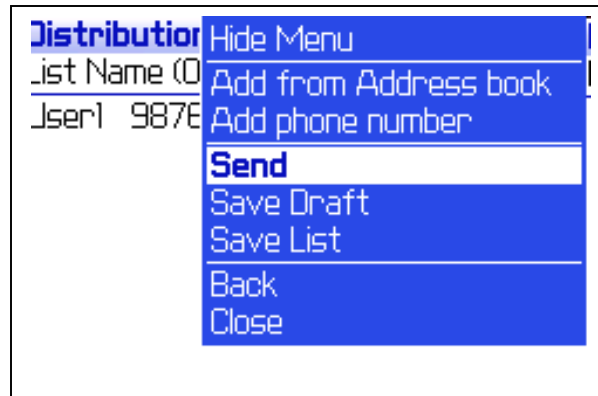 Distribution
List Name (O
User1 9876
Hide Menu
Add from Address book
Add phone number
Send
Save Draft
Save List
Back
Close